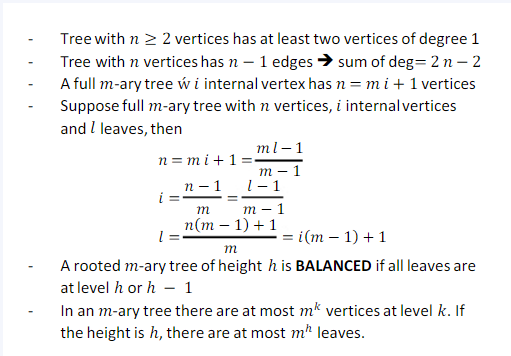 - Tree with n ≥ 2 vertices has at least two vertices of degree 1
- Tree with n vertices has n − 1 edges ➔ sum of deg= 2 n − 2
- A full m-ary tree ẃ i internal vertex has n = m i + 1 vertices
- Suppose full m-ary tree with n vertices, i internal vertices
and l leaves, then
n = m i + 1 = (m l − 1)/(m − 1)
i = (n − 1)/m = (l − 1)/(m − 1)
l = (n(m − 1) + 1)/m = i(m − 1) + 1
- A rooted m-ary tree of height h is BALANCED if all leaves are
at level h or h − 1
- In an m-ary tree there are at most mᵏ vertices at level k. If
the height is h, there are at most mʰ leaves.